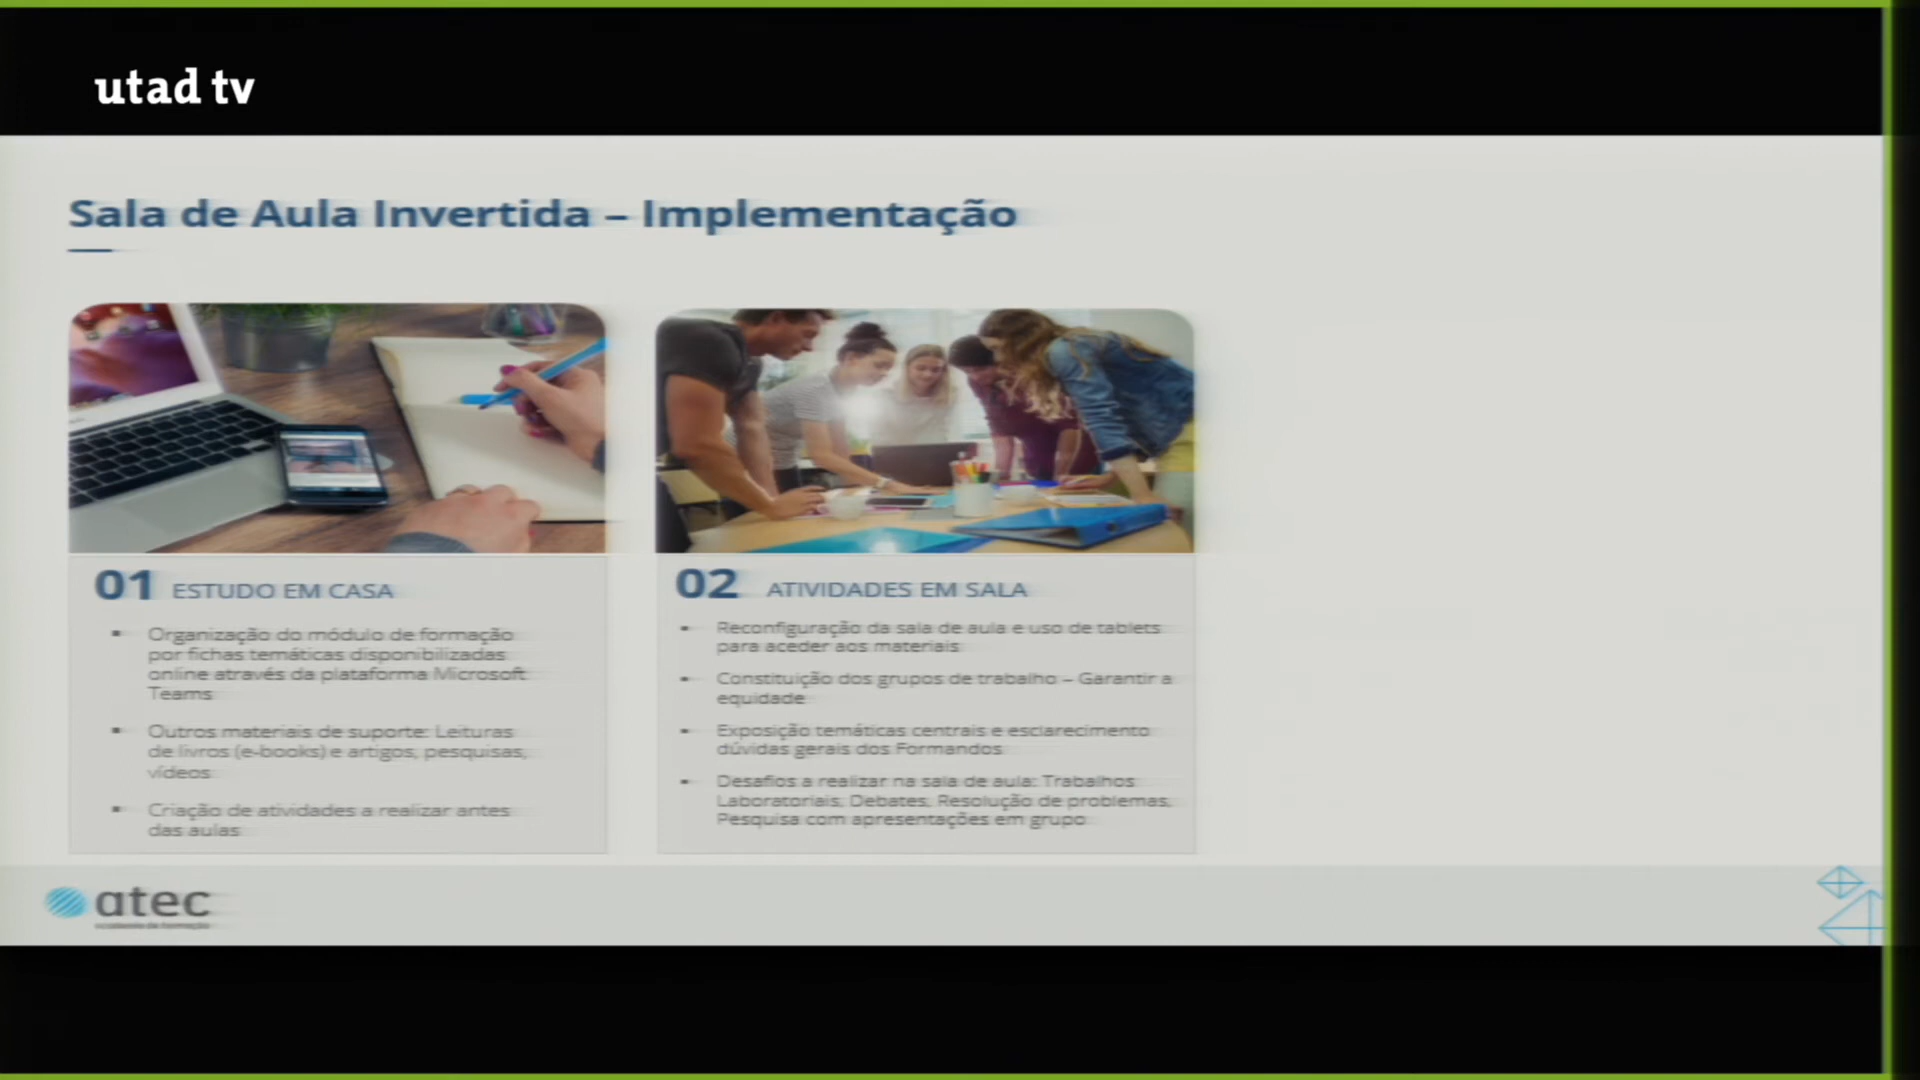 utad tv
Sala de Aula Invertida – Implementação
01 ESTUDO EM CASA
▪ Organização do módulo de formação
por fichas temáticas disponibilizadas
online através da plataforma Microsoft
Teams
▪ Outros materiais de suporte: Leituras
de livros (e-books) e artigos, pesquisas,
vídeos
▪ Criação de atividades a realizar antes
das aulas
02 ATIVIDADES EM SALA
▪ Reconfiguração da sala de aula e uso de tablets
para aceder aos materiais
▪ Constituição dos grupos de trabalho – Garantir a
equidade
▪ Exposição temáticas centrais e esclarecimento
dúvidas gerais dos Formandos
▪ Desafios a realizar na sala de aula: Trabalhos
Laboratoriais, Debates, Resolução de problemas,
Pesquisa com apresentações em grupo
atec
academia de formação